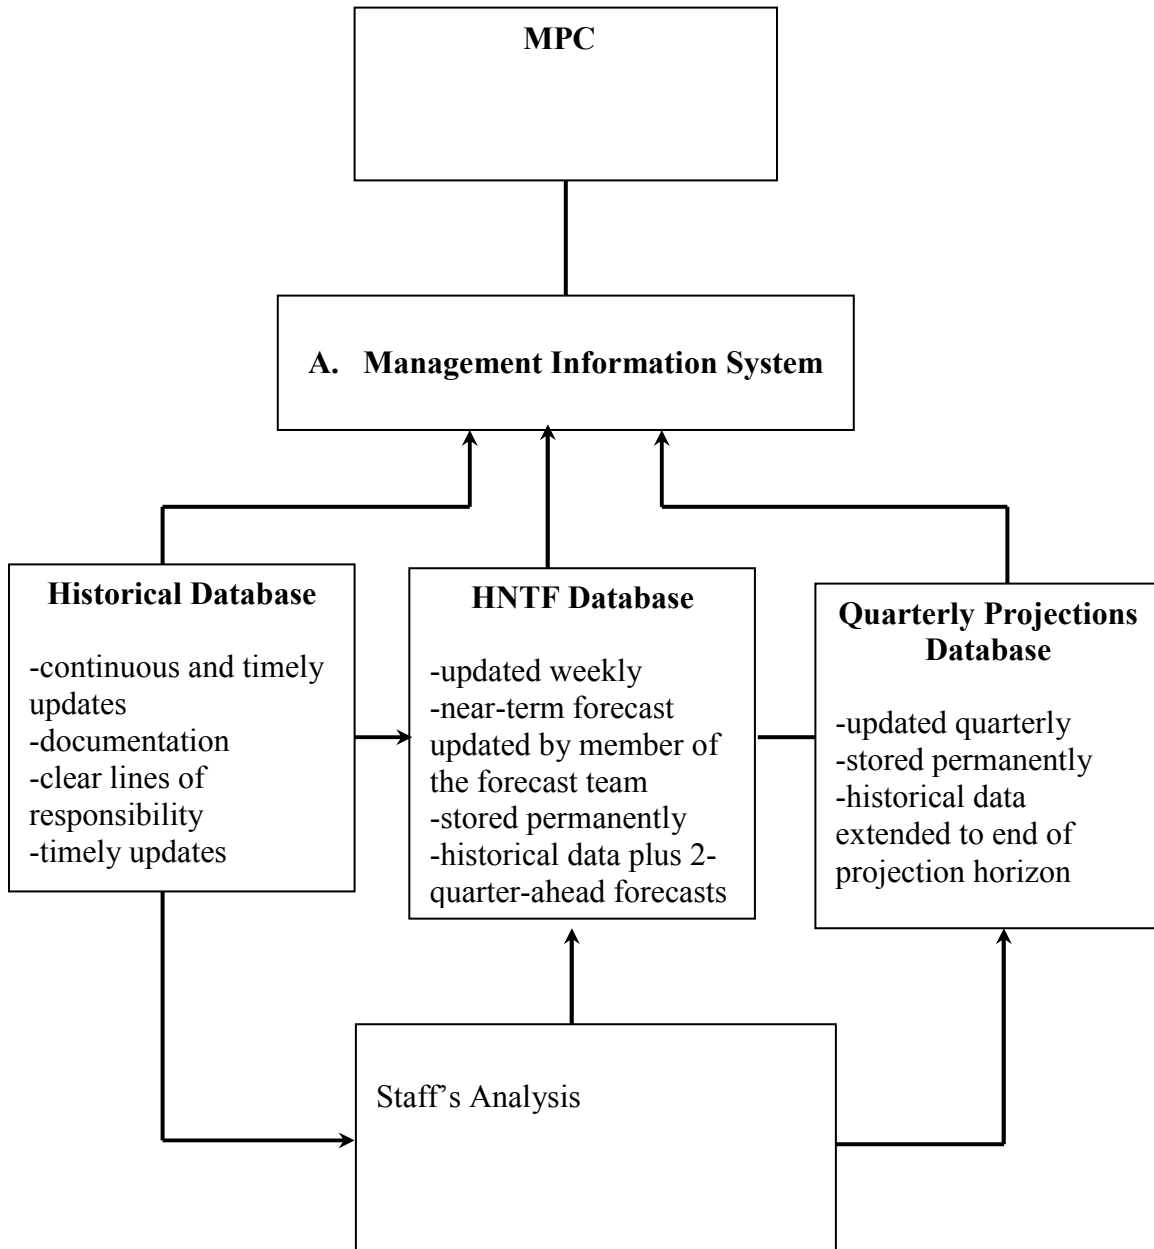 MPC
A. Management Information System
Historical Database
-continuous and timely
updates
-documentation
-clear lines of
responsibility
-timely updates
HNTF Database
-updated weekly
-near-term forecast
updated by member of
the forecast team
-stored permanently
-historical data plus 2-
quarter-ahead forecasts
Quarterly Projections
Database
-updated quarterly
-stored permanently
-historical data
extended to end of
projection horizon
Staff’s Analysis